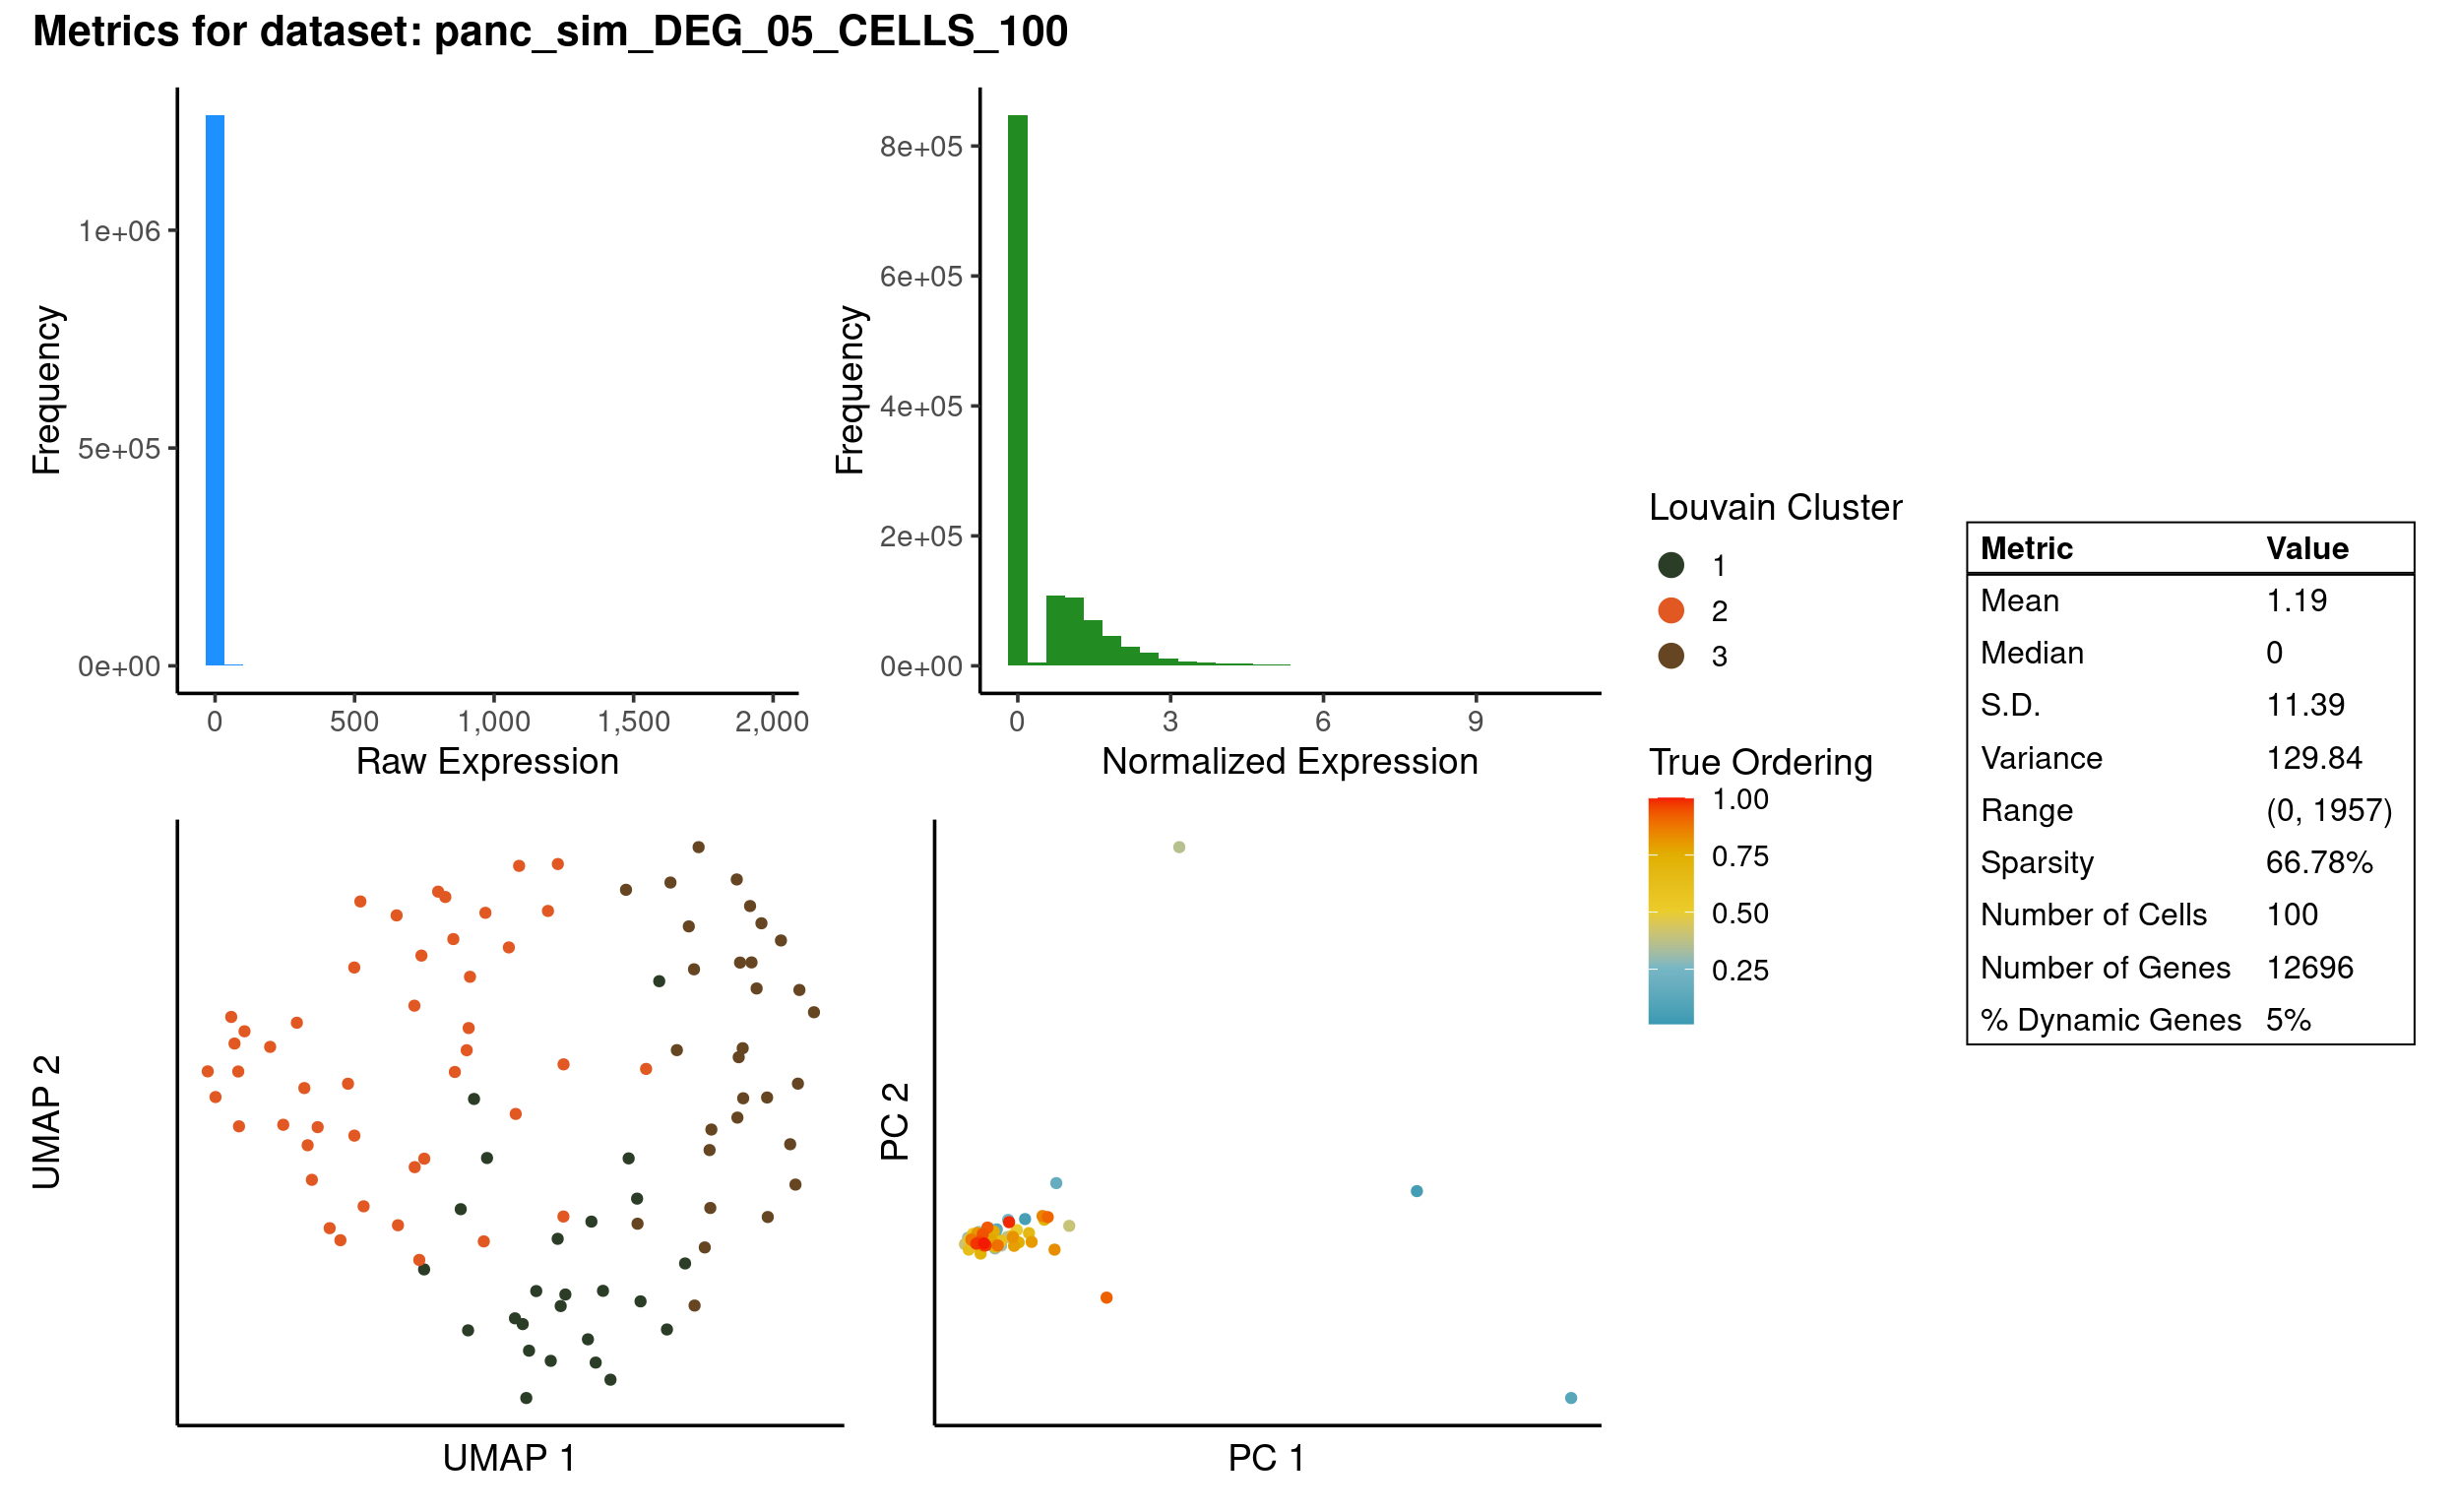 Metrics for dataset: panc_sim_DEG_05_CELLS_100
Frequency
1e+06
5e+05
0e+00
0 500 1,000 1,500 2,000
Raw Expression
Frequency
8e+05
6e+05
4e+05
2e+05
0e+00
0 3 6 9
Normalized Expression
UMAP 2
UMAP 1
PC 2
PC 1
Louvain Cluster
1
2
3
True Ordering
1.00
0.75
0.50
0.25
Metric Value
Mean 1.19
Median 0
S.D. 11.39
Variance 129.84
Range (0, 1957)
Sparsity 66.78%
Number of Cells 100
Number of Genes 12696
% Dynamic Genes 5%